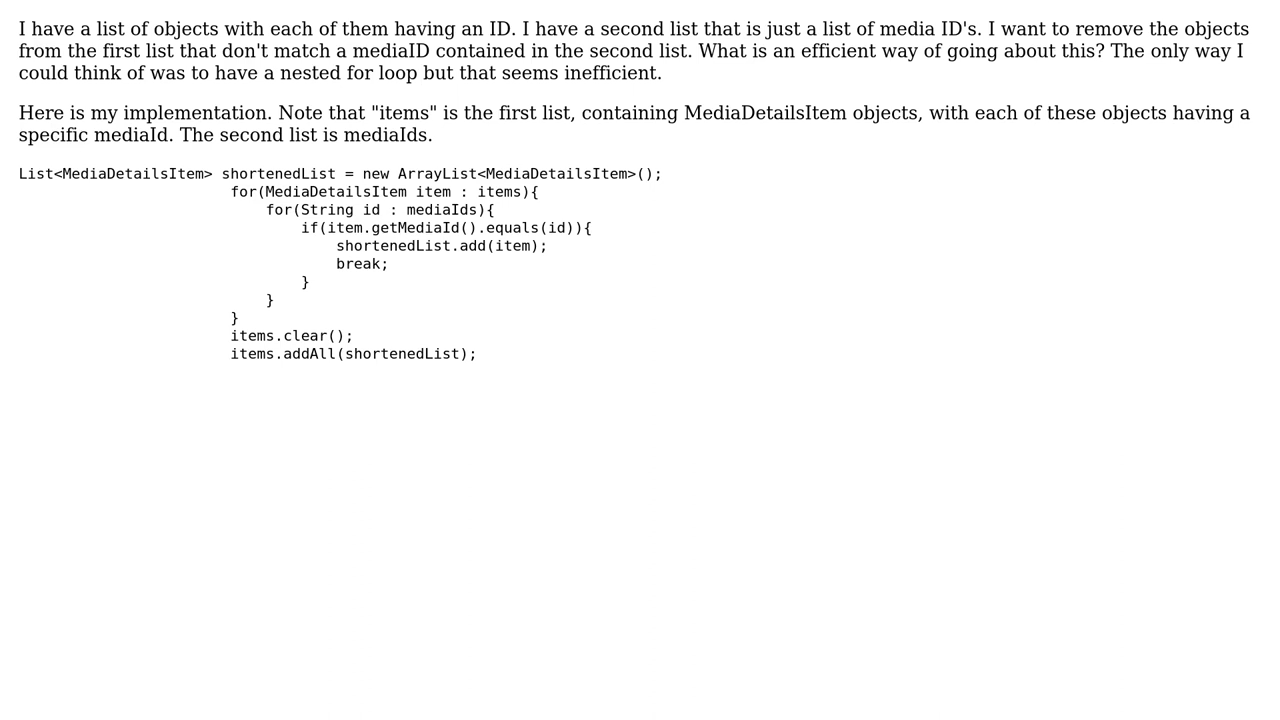 I have a list of objects with each of them having an ID. I have a second list that is just a list of media ID's. I want to remove the objects
from the first list that don't match a mediaID contained in the second list. What is an efficient way of going about this? The only way I
could think of was to have a nested for loop but that seems inefficient.
Here is my implementation. Note that "items" is the first list, containing MediaDetailsItem objects, with each of these objects having a
specific mediaId. The second list is mediaIds.
List<MediaDetailsItem> shortenedList = new ArrayList<MediaDetailsItem>();
                        for(MediaDetailsItem item : items){
                            for(String id : mediaIds){
                                if(item.getMediaId().equals(id)){
                                    shortenedList.add(item);
                                    break;
                                }
                            }
                        }
                        items.clear();
                        items.addAll(shortenedList);